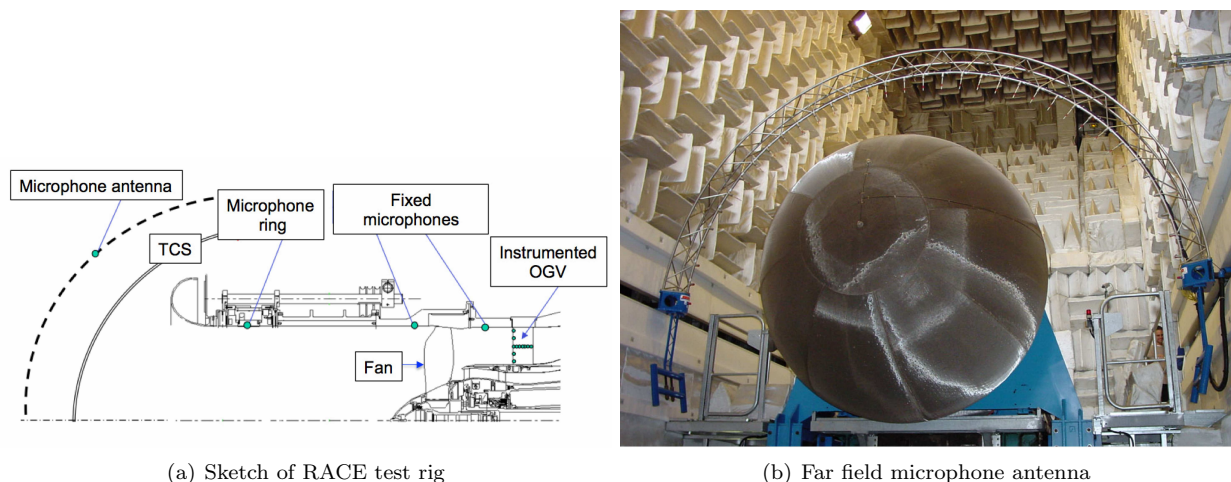 Microphone antenna
TCS
Microphone
ring
Fixed
microphones
Instrumented
OGV
Fan
(a) Sketch of RACE test rig
(b) Far field microphone antenna